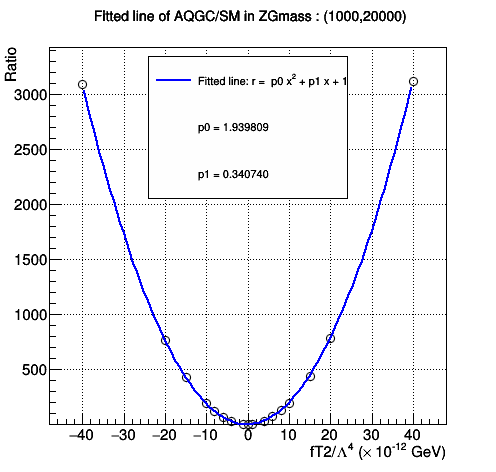 FItted line of AQGC/SM in ZGmass : (1000,20000)
Ratio
Fitted line: r = p0 x² + p1 x + 1
p0 = 1.939809
p1 = 0.340740
3000
2500
2000
1500
1000
500
−40 −30 −20 −10 0 10 20 30 40
fT2/Λ⁴ (× 10⁻¹² GeV)